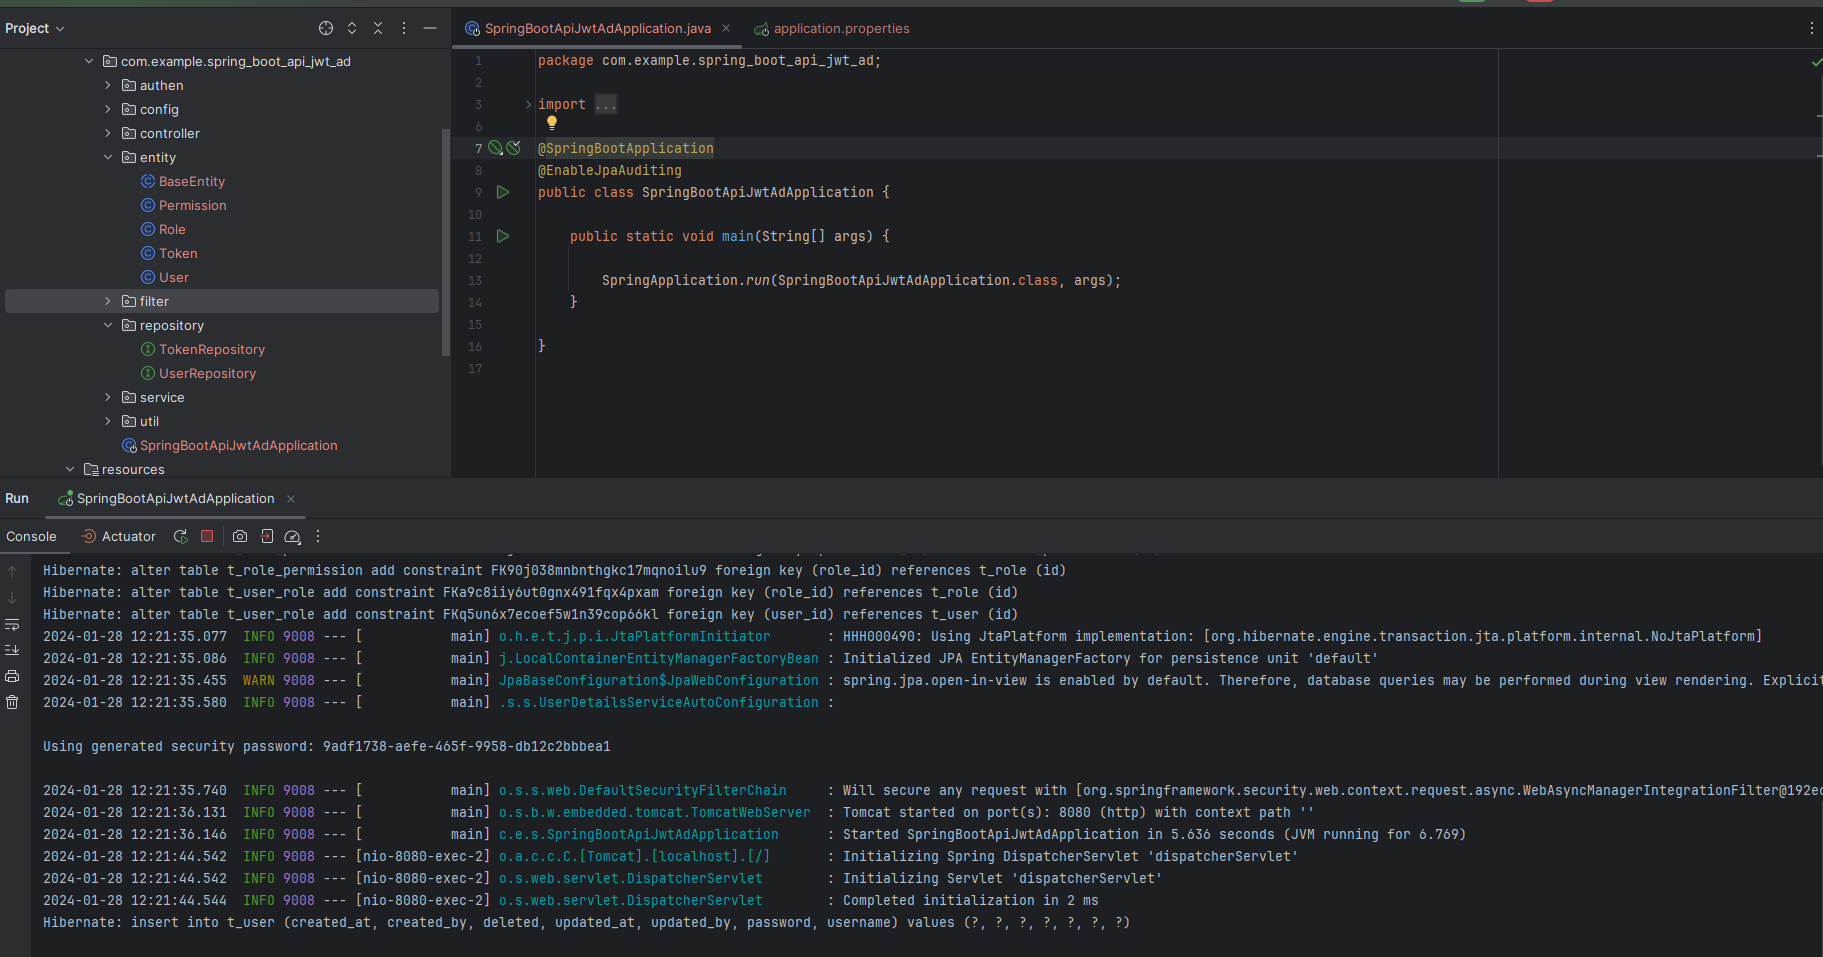 Project
com.example.spring_boot_api_jwt_ad
authen
config
controller
entity
BaseEntity
Permission
Role
Token
User
filter
repository
TokenRepository
UserRepository
service
util
SpringBootApiJwtAdApplication
resources
SpringBootApiJwtAdApplication.java
application.properties
1 package com.example.spring_boot_api_jwt_ad;
2
3 import ...
6
7 @SpringBootApplication
8 @EnableJpaAuditing
9 public class SpringBootApiJwtAdApplication {
10
11 public static void main(String[] args) {
12
13 SpringApplication.run(SpringBootApiJwtAdApplication.class, args);
14 }
15
16 }
17
Run SpringBootApiJwtAdApplication
Console Actuator
Hibernate: alter table t_role_permission add constraint FK90j038mnbnthgkc17mqnoilu9 foreign key (role_id) references t_role (id)
Hibernate: alter table t_user_role add constraint FKa9c8iiy6ut0gnx491fqx4pxam foreign key (role_id) references t_role (id)
Hibernate: alter table t_user_role add constraint FKq5un6x7ecoef5w1n39cop66kl foreign key (user_id) references t_user (id)
2024-01-28 12:21:35.077 INFO 9008 --- [ main] o.h.e.t.j.p.i.JtaPlatformInitiator : HHH000490: Using JtaPlatform implementation: [org.hibernate.engine.transaction.jta.platform.internal.NoJtaPlatform]
2024-01-28 12:21:35.086 INFO 9008 --- [ main] j.LocalContainerEntityManagerFactoryBean : Initialized JPA EntityManagerFactory for persistence unit 'default'
2024-01-28 12:21:35.455 WARN 9008 --- [ main] JpaBaseConfiguration$JpaWebConfiguration : spring.jpa.open-in-view is enabled by default. Therefore, database queries may be performed during view rendering. Explicit
2024-01-28 12:21:35.580 INFO 9008 --- [ main] .s.s.UserDetailsServiceAutoConfiguration :
Using generated security password: 9adf1738-aefe-465f-9958-db12c2bbbea1
2024-01-28 12:21:35.740 INFO 9008 --- [ main] o.s.s.web.DefaultSecurityFilterChain : Will secure any request with [org.springframework.security.web.context.request.async.WebAsyncManagerIntegrationFilter@192ec
2024-01-28 12:21:36.131 INFO 9008 --- [ main] o.s.b.w.embedded.tomcat.TomcatWebServer : Tomcat started on port(s): 8080 (http) with context path ''
2024-01-28 12:21:36.146 INFO 9008 --- [ main] c.e.s.SpringBootApiJwtAdApplication : Started SpringBootApiJwtAdApplication in 5.636 seconds (JVM running for 6.769)
2024-01-28 12:21:44.542 INFO 9008 --- [nio-8080-exec-2] o.a.c.c.C.[Tomcat].[localhost].[/] : Initializing Spring DispatcherServlet 'dispatcherServlet'
2024-01-28 12:21:44.542 INFO 9008 --- [nio-8080-exec-2] o.s.web.servlet.DispatcherServlet : Initializing Servlet 'dispatcherServlet'
2024-01-28 12:21:44.544 INFO 9008 --- [nio-8080-exec-2] o.s.web.servlet.DispatcherServlet : Completed initialization in 2 ms
Hibernate: insert into t_user (created_at, created_by, deleted, updated_at, updated_by, password, username) values (?, ?, ?, ?, ?, ?, ?)